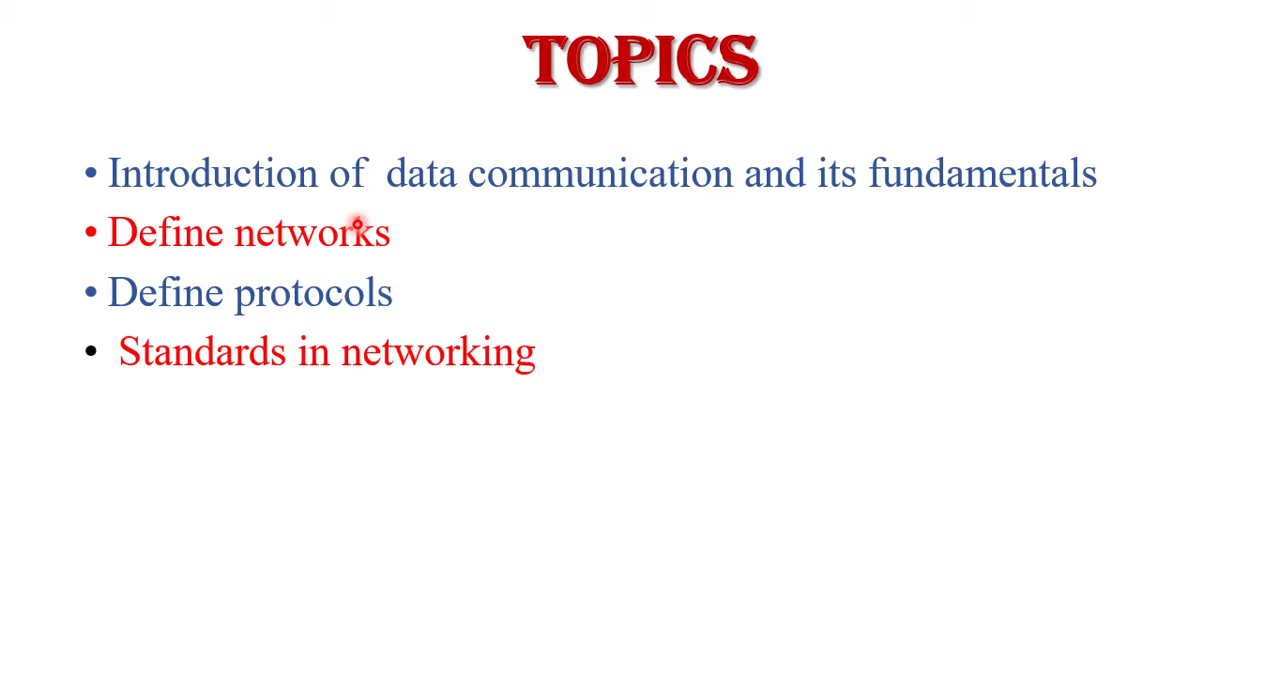 TOPICS
• Introduction of  data communication and its fundamentals
• Define networks
• Define protocols
•  Standards in networking